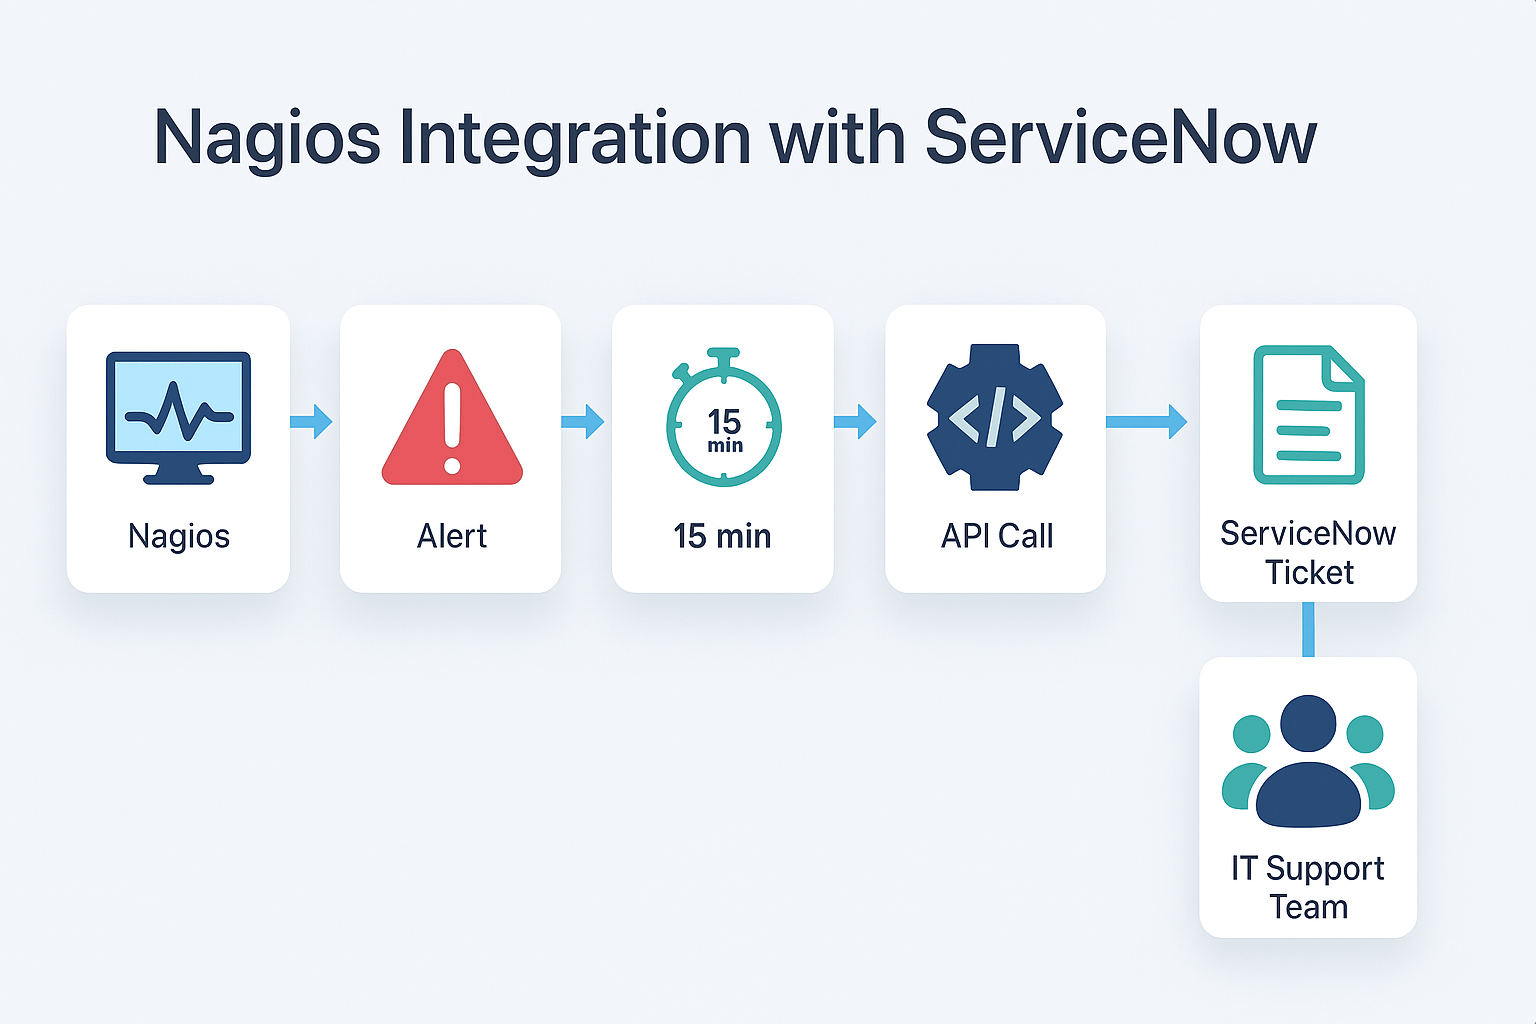 Nagios Integration with ServiceNow
Nagios
Alert
15
min
15 min
</>
API Call
ServiceNow
Ticket
IT Support
Team